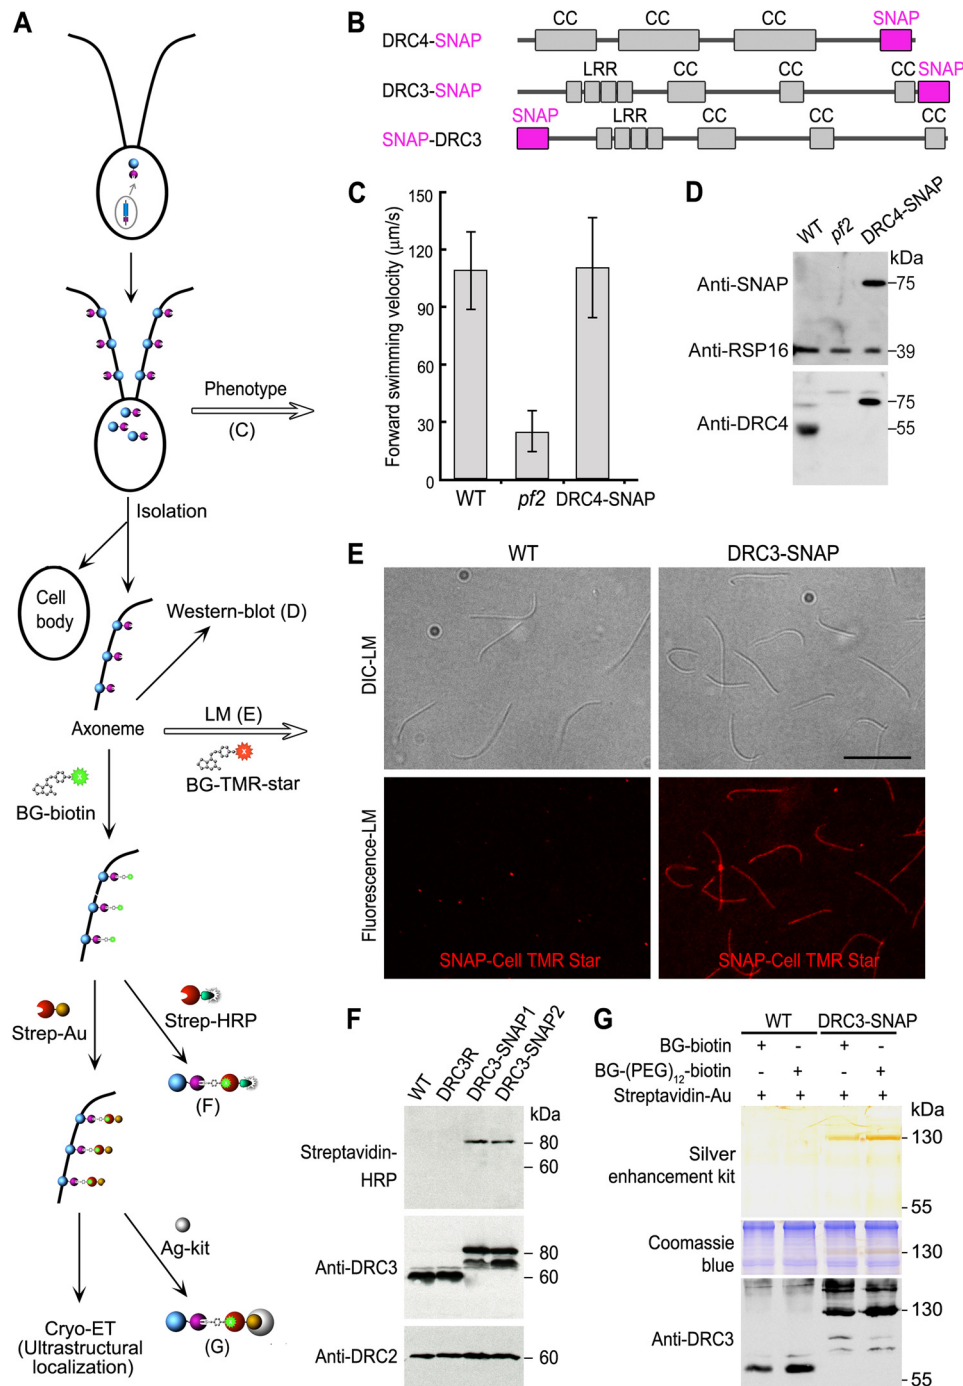 A
Phenotype
(C)
Isolation
Cell
body
Western-blot (D)
Axoneme
LM (E)
BG-TMR-star
BG-biotin
Strep-Au
Strep-HRP
(F)
Ag-kit
Cryo-ET
(Ultrastructural
localization)
(G)
B
CC CC CC SNAP
DRC4-SNAP
LRR CC CC CC SNAP
DRC3-SNAP
SNAP LRR CC CC CC
SNAP-DRC3
C
Forward swimming velocity (µm/s)
150
120
90
60
30
0
WT pf2 DRC4-SNAP
D
WT pf2 DRC4-SNAP
kDa
Anti-SNAP 75
Anti-RSP16 39
75
Anti-DRC4 55
E
WT DRC3-SNAP
DIC-LM
Fluorescence-LM
SNAP-Cell TMR Star SNAP-Cell TMR Star
F
WT DRC3R DRC3-SNAP1 DRC3-SNAP2
kDa
Streptavidin-
HRP
80
60
Anti-DRC3
80
60
Anti-DRC2 60
G
WT DRC3-SNAP
BG-biotin + - + -
BG-(PEG)12-biotin - + - +
Streptavidin-Au + + + +
kDa
Silver
enhancement kit
130
55
Coomassie
blue
130
Anti-DRC3
130
55